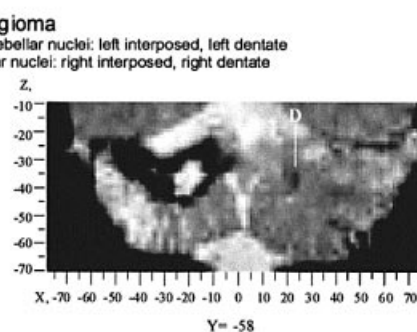 gioma
ebellar nuclei: left interposed, left dentate
ar nuclei: right interposed, right dentate
Z,
-10
D
-20
-30
-40
-50
-60
-70
X, -70 -60 -50 -40 -30 -20 -10 0 10 20 30 40 50 60 70
Y= -58